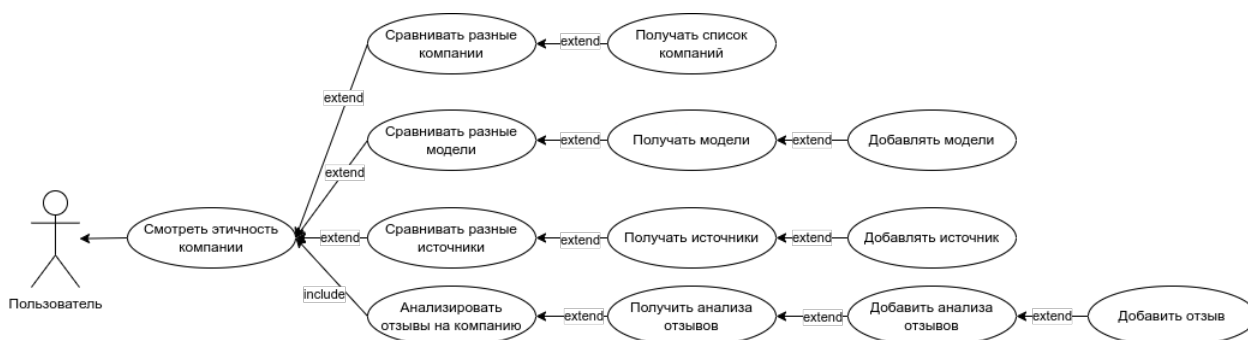 Сравнивать разные
компании
extend
Получать список
компаний
extend
Сравнивать разные
модели
extend
Получать модели
extend
Добавлять модели
extend
Смотреть этичность
компании
extend
Сравнивать разные
источники
extend
Получать источники
extend
Добавлять источник
Пользователь
include
Анализировать
отзывы на компанию
extend
Получить анализа
отзывов
extend
Добавить анализа
отзывов
extend
Добавить отзыв